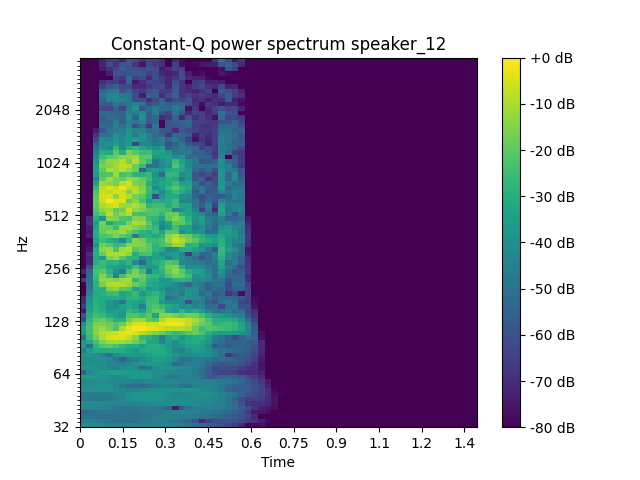 Constant-Q power spectrum speaker_12
+0 dB
-10 dB
-20 dB
-30 dB
-40 dB
-50 dB
-60 dB
-70 dB
-80 dB
Hz
2048
1024
512
256
128
64
32
0 0.15 0.3 0.45 0.6 0.75 0.9 1.1 1.2 1.4
Time